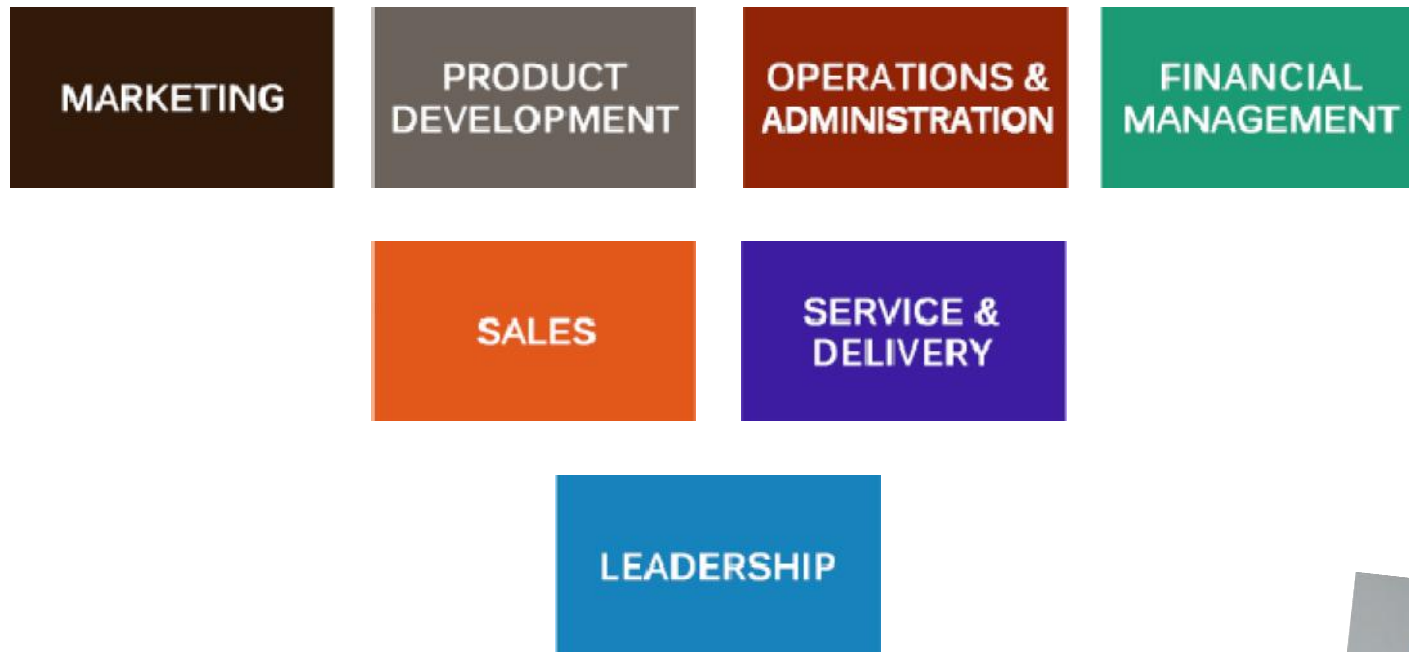 MARKETING
PRODUCT
DEVELOPMENT
OPERATIONS &
ADMINISTRATION
FINANCIAL
MANAGEMENT
SALES
SERVICE &
DELIVERY
LEADERSHIP